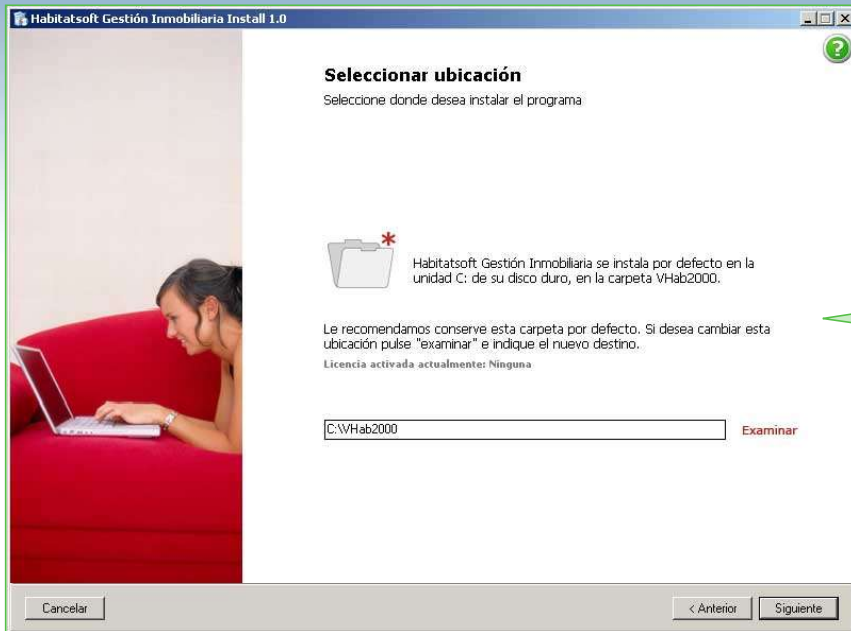 Habitatsoft Gestión Inmobiliaria Install 1.0
Seleccionar ubicación
Seleccione donde desea instalar el programa
Habitatsoft Gestión Inmobiliaria se instala por defecto en la
unidad C: de su disco duro, en la carpeta VHab2000.
Le recomendamos conserve esta carpeta por defecto. Si desea cambiar esta
ubicación pulse "examinar" e indique el nuevo destino.
Licencia activada actualmente: Ninguna
C:\VHab2000 Examinar
Cancelar < Anterior Siguiente